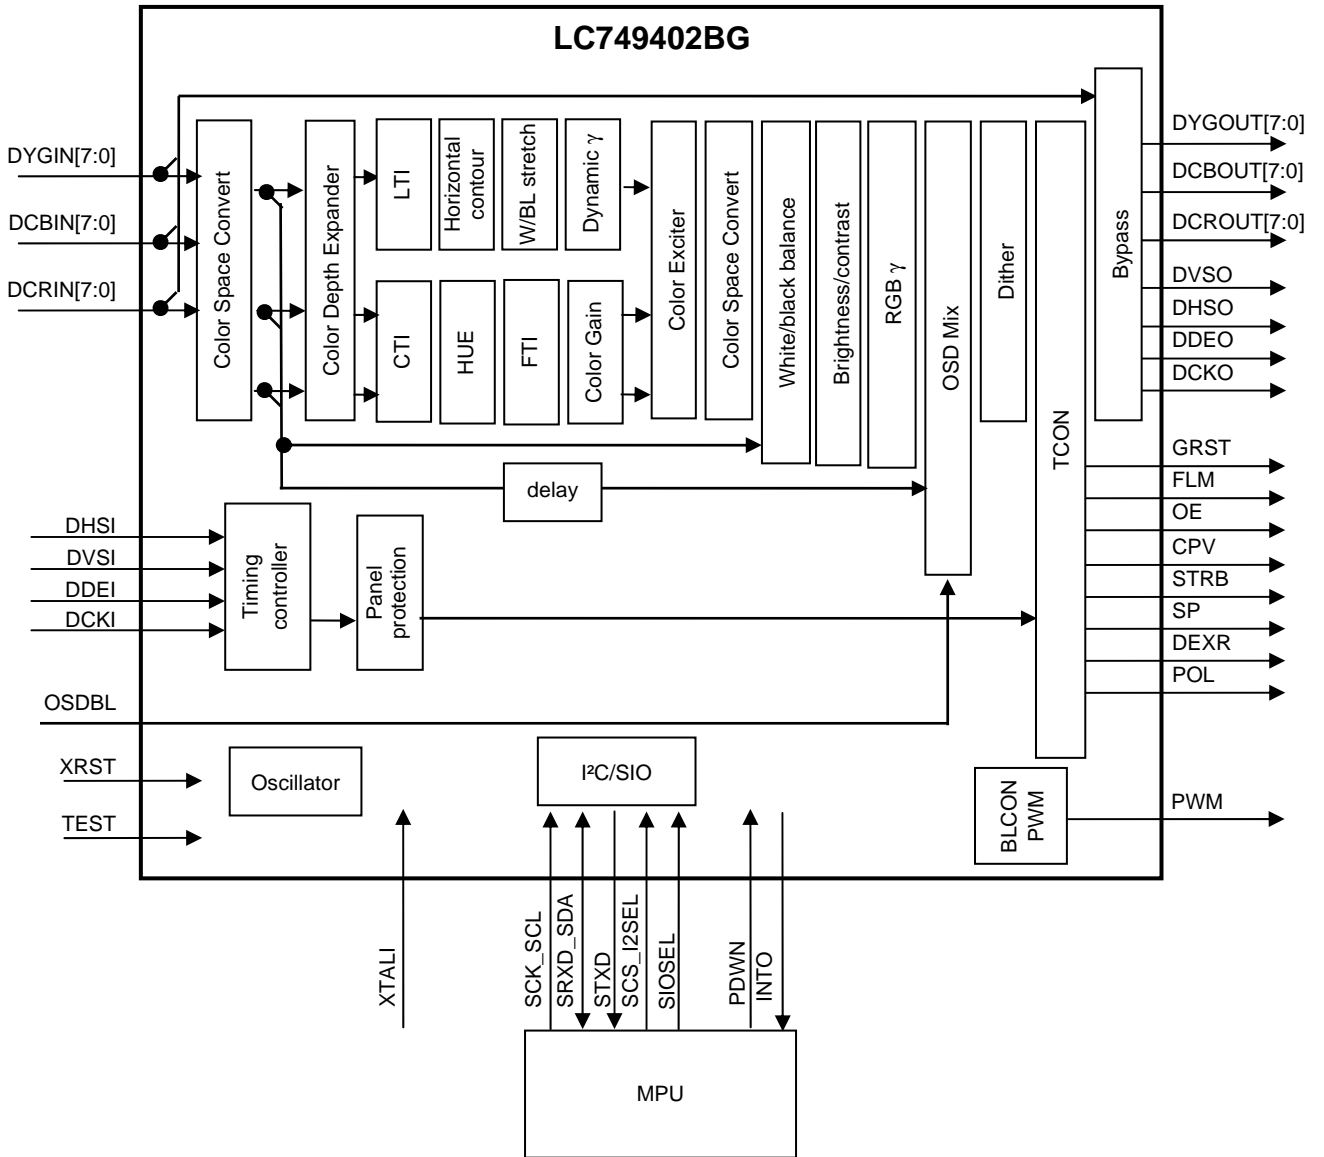 LC749402BG
DYGIN[7:0]
DCBIN[7:0]
DCRIN[7:0]
Color Space Convert
Color Depth Expander
LTI
Horizontal
contour
W/BL stretch
Dynamic γ
CTI
HUE
FTI
Color Gain
Color Exciter
Color Space Convert
White/black balance
Brightness/contrast
RGB γ
OSD Mix
Dither
TCON
Bypass
DYGOUT[7:0]
DCBOUT[7:0]
DCROUT[7:0]
DVSO
DHSO
DDEO
DCKO
GRST
FLM
OE
CPV
STRB
SP
DEXR
POL
delay
DHSI
DVSI
DDEI
DCKI
Timing
controller
Panel
protection
OSDBL
XRST
TEST
Oscillator
I²C/SIO
BLCON
PWM
PWM
XTALI
SCK_SCL
SRXD_SDA
STXD
SCS_I2SEL
SIOSEL
PDWN
INTO
MPU